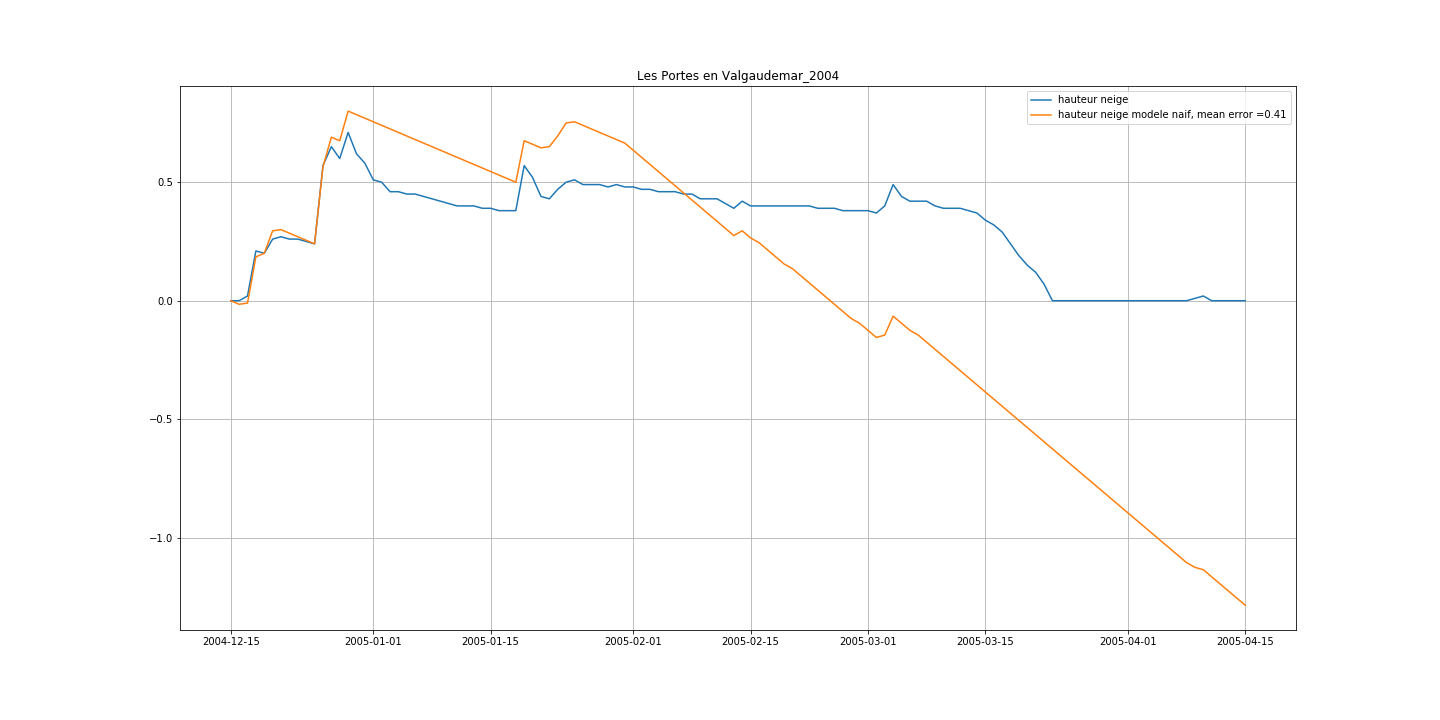 Les Portes en Valgaudemar_2004
hauteur neige
hauteur neige modele naif, mean error =0.41
0.5
0.0
−0.5
−1.0
2004-12-15 2005-01-01 2005-01-15 2005-02-01 2005-02-15 2005-03-01 2005-03-15 2005-04-01 2005-04-15